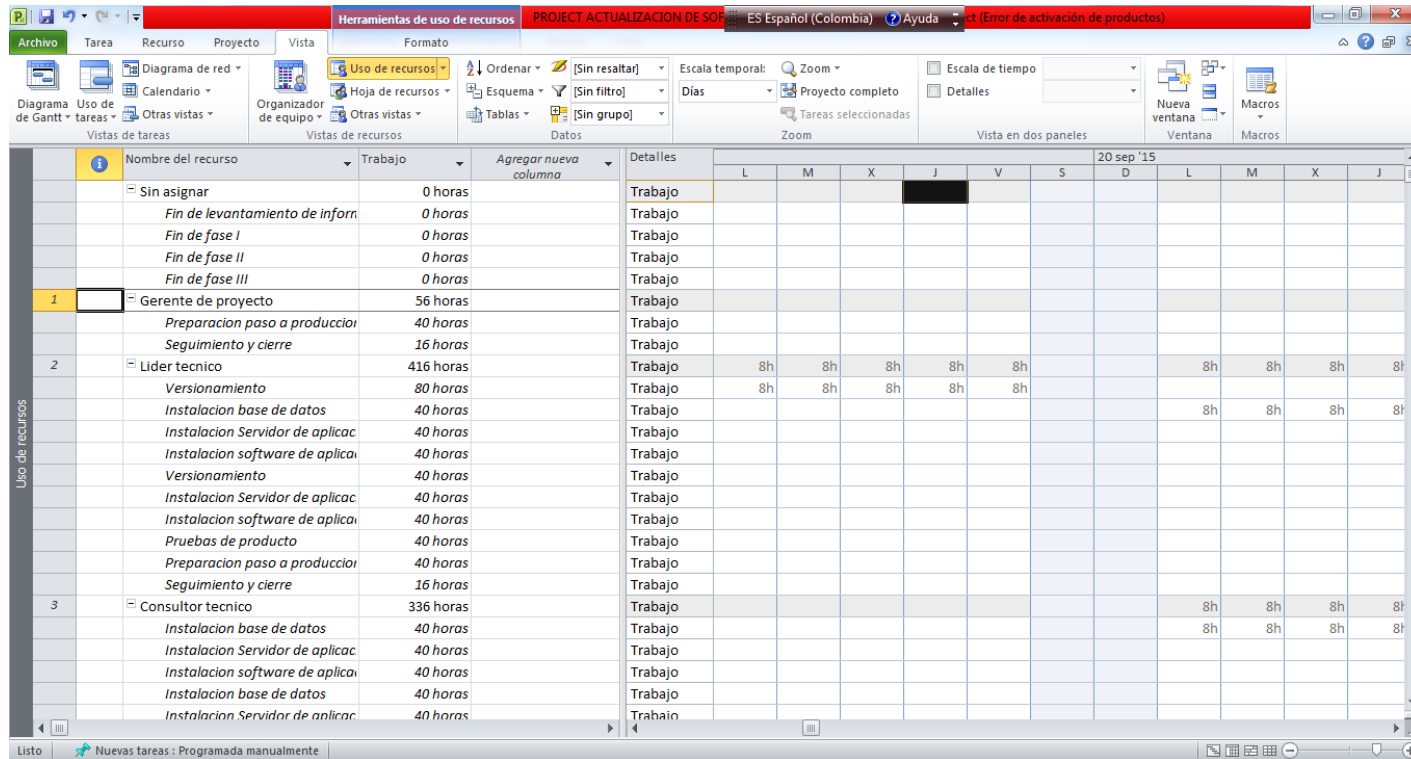 Herramientas de uso de recursos PROJECT ACTUALIZACION DE SOF ES Español (Colombia) Ayuda ct (Error de activación de productos)
Archivo Tarea Recurso Proyecto Vista Formato
Diagrama de red Uso de recursos Ordenar [Sin resaltar] Escala temporal: Zoom Escala de tiempo
Calendario Hoja de recursos Esquema [Sin filtro] Días Proyecto completo Detalles
Diagrama de Gantt Uso de tareas Otras vistas Organizador de equipo Otras vistas Tablas [Sin grupo] Tareas seleccionadas Nueva ventana Macros
Vistas de tareas Vistas de recursos Datos Zoom Vista en dos paneles Ventana Macros
Nombre del recurso Trabajo Agregar nueva columna Detalles 20 sep '15
L M X J V S D L M X J
Sin asignar 0 horas Trabajo
Fin de levantamiento de inform 0 horas Trabajo
Fin de fase I 0 horas Trabajo
Fin de fase II 0 horas Trabajo
Fin de fase III 0 horas Trabajo
1 Gerente de proyecto 56 horas Trabajo
Preparacion paso a produccion 40 horas Trabajo
Seguimiento y cierre 16 horas Trabajo
2 Lider tecnico 416 horas Trabajo 8h 8h 8h 8h 8h 8h 8h 8h 8h
Versionamiento 80 horas Trabajo 8h 8h 8h 8h 8h
Instalacion base de datos 40 horas Trabajo 8h 8h 8h 8h
Instalacion Servidor de aplicac 40 horas Trabajo
Instalacion software de aplica 40 horas Trabajo
Versionamiento 40 horas Trabajo
Instalacion Servidor de aplicac 40 horas Trabajo
Instalacion software de aplica 40 horas Trabajo
Pruebas de producto 40 horas Trabajo
Preparacion paso a produccion 40 horas Trabajo
Seguimiento y cierre 16 horas Trabajo
3 Consultor tecnico 336 horas Trabajo 8h 8h 8h 8h
Instalacion base de datos 40 horas Trabajo 8h 8h 8h 8h
Instalacion Servidor de aplicac 40 horas Trabajo
Instalacion software de aplica 40 horas Trabajo
Instalacion base de datos 40 horas Trabajo
Instalacion Servidor de aplicac 40 horas Trabajo
Uso de recursos
Listo Nuevas tareas : Programada manualmente